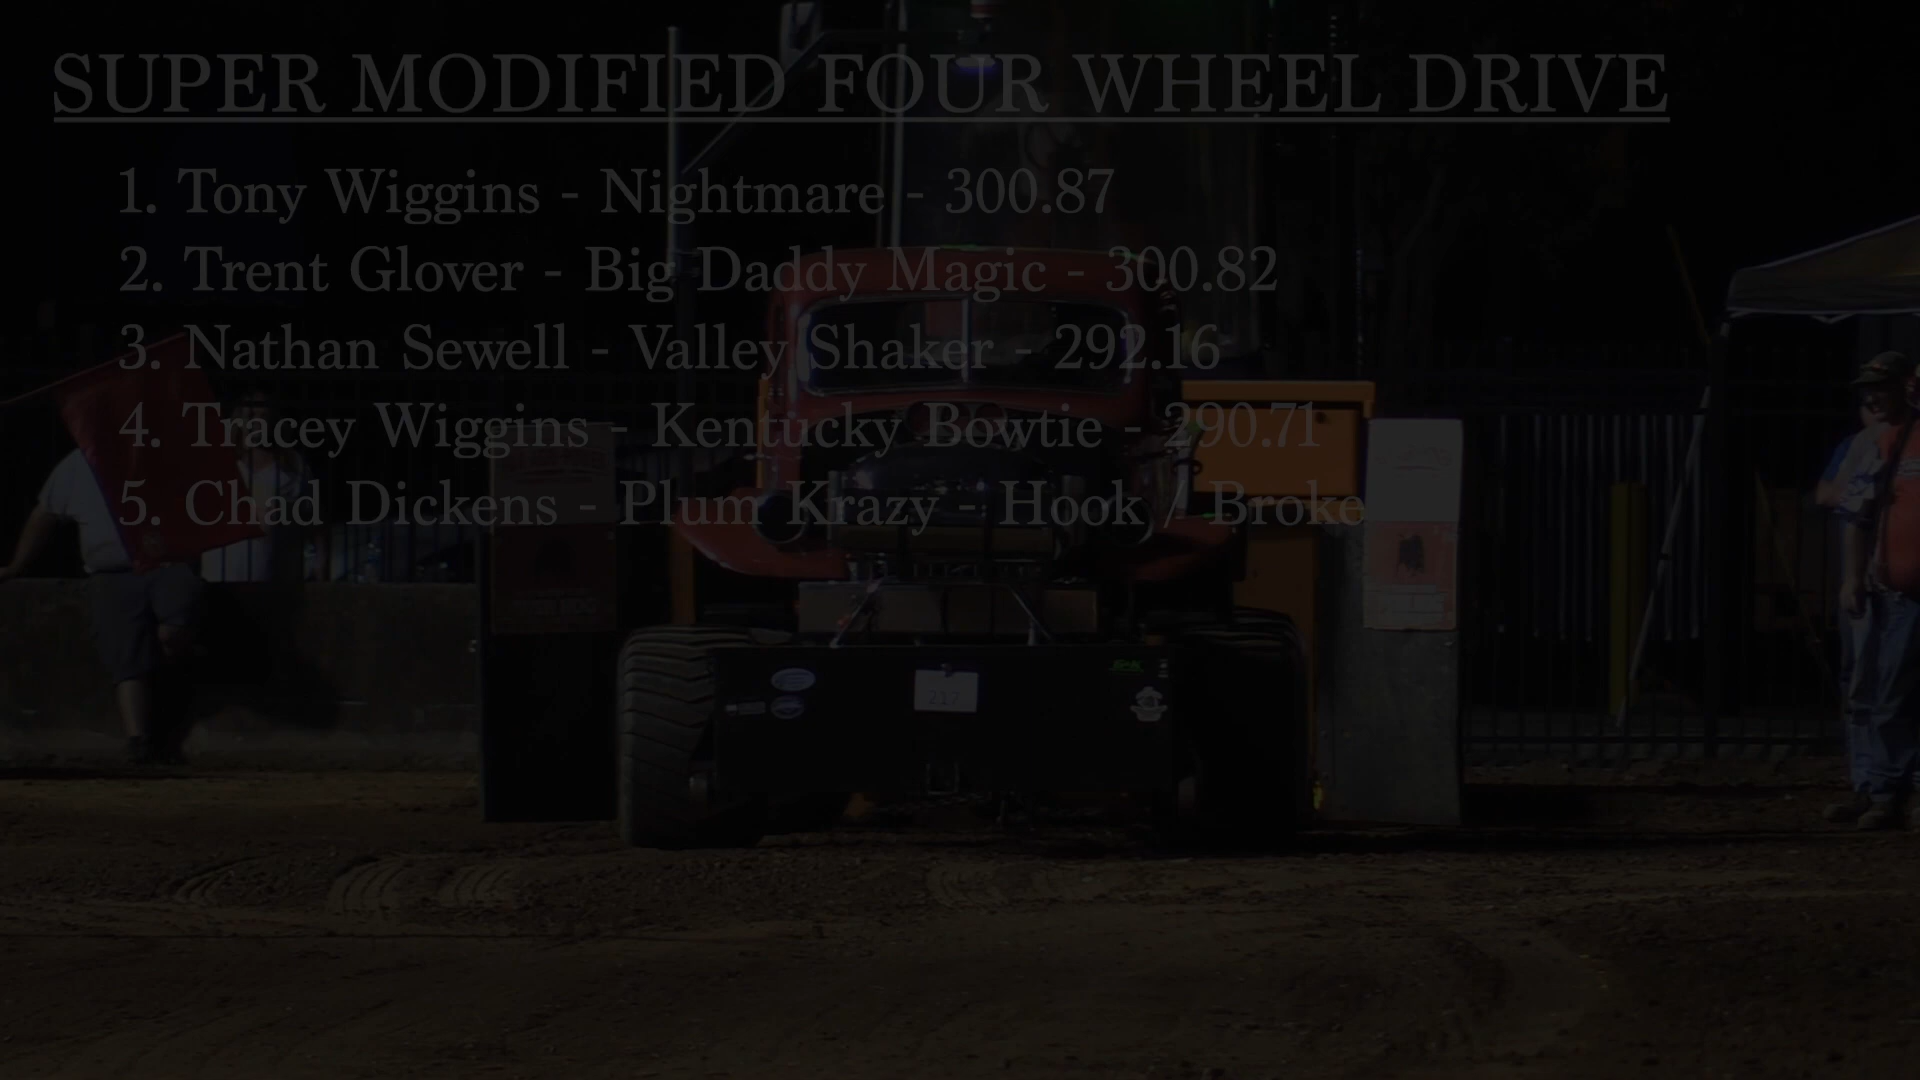 SUPER MODIFIED FOUR WHEEL DRIVE
1. Tony Wiggins - Nightmare - 300.87
2. Trent Glover - Big Daddy Magic - 300.82
3. Nathan Sewell - Valley Shaker - 292.16
4. Tracey Wiggins - Kentucky Bowtie - 290.71
5. Chad Dickens - Plum Krazy - Hook / Broke
217